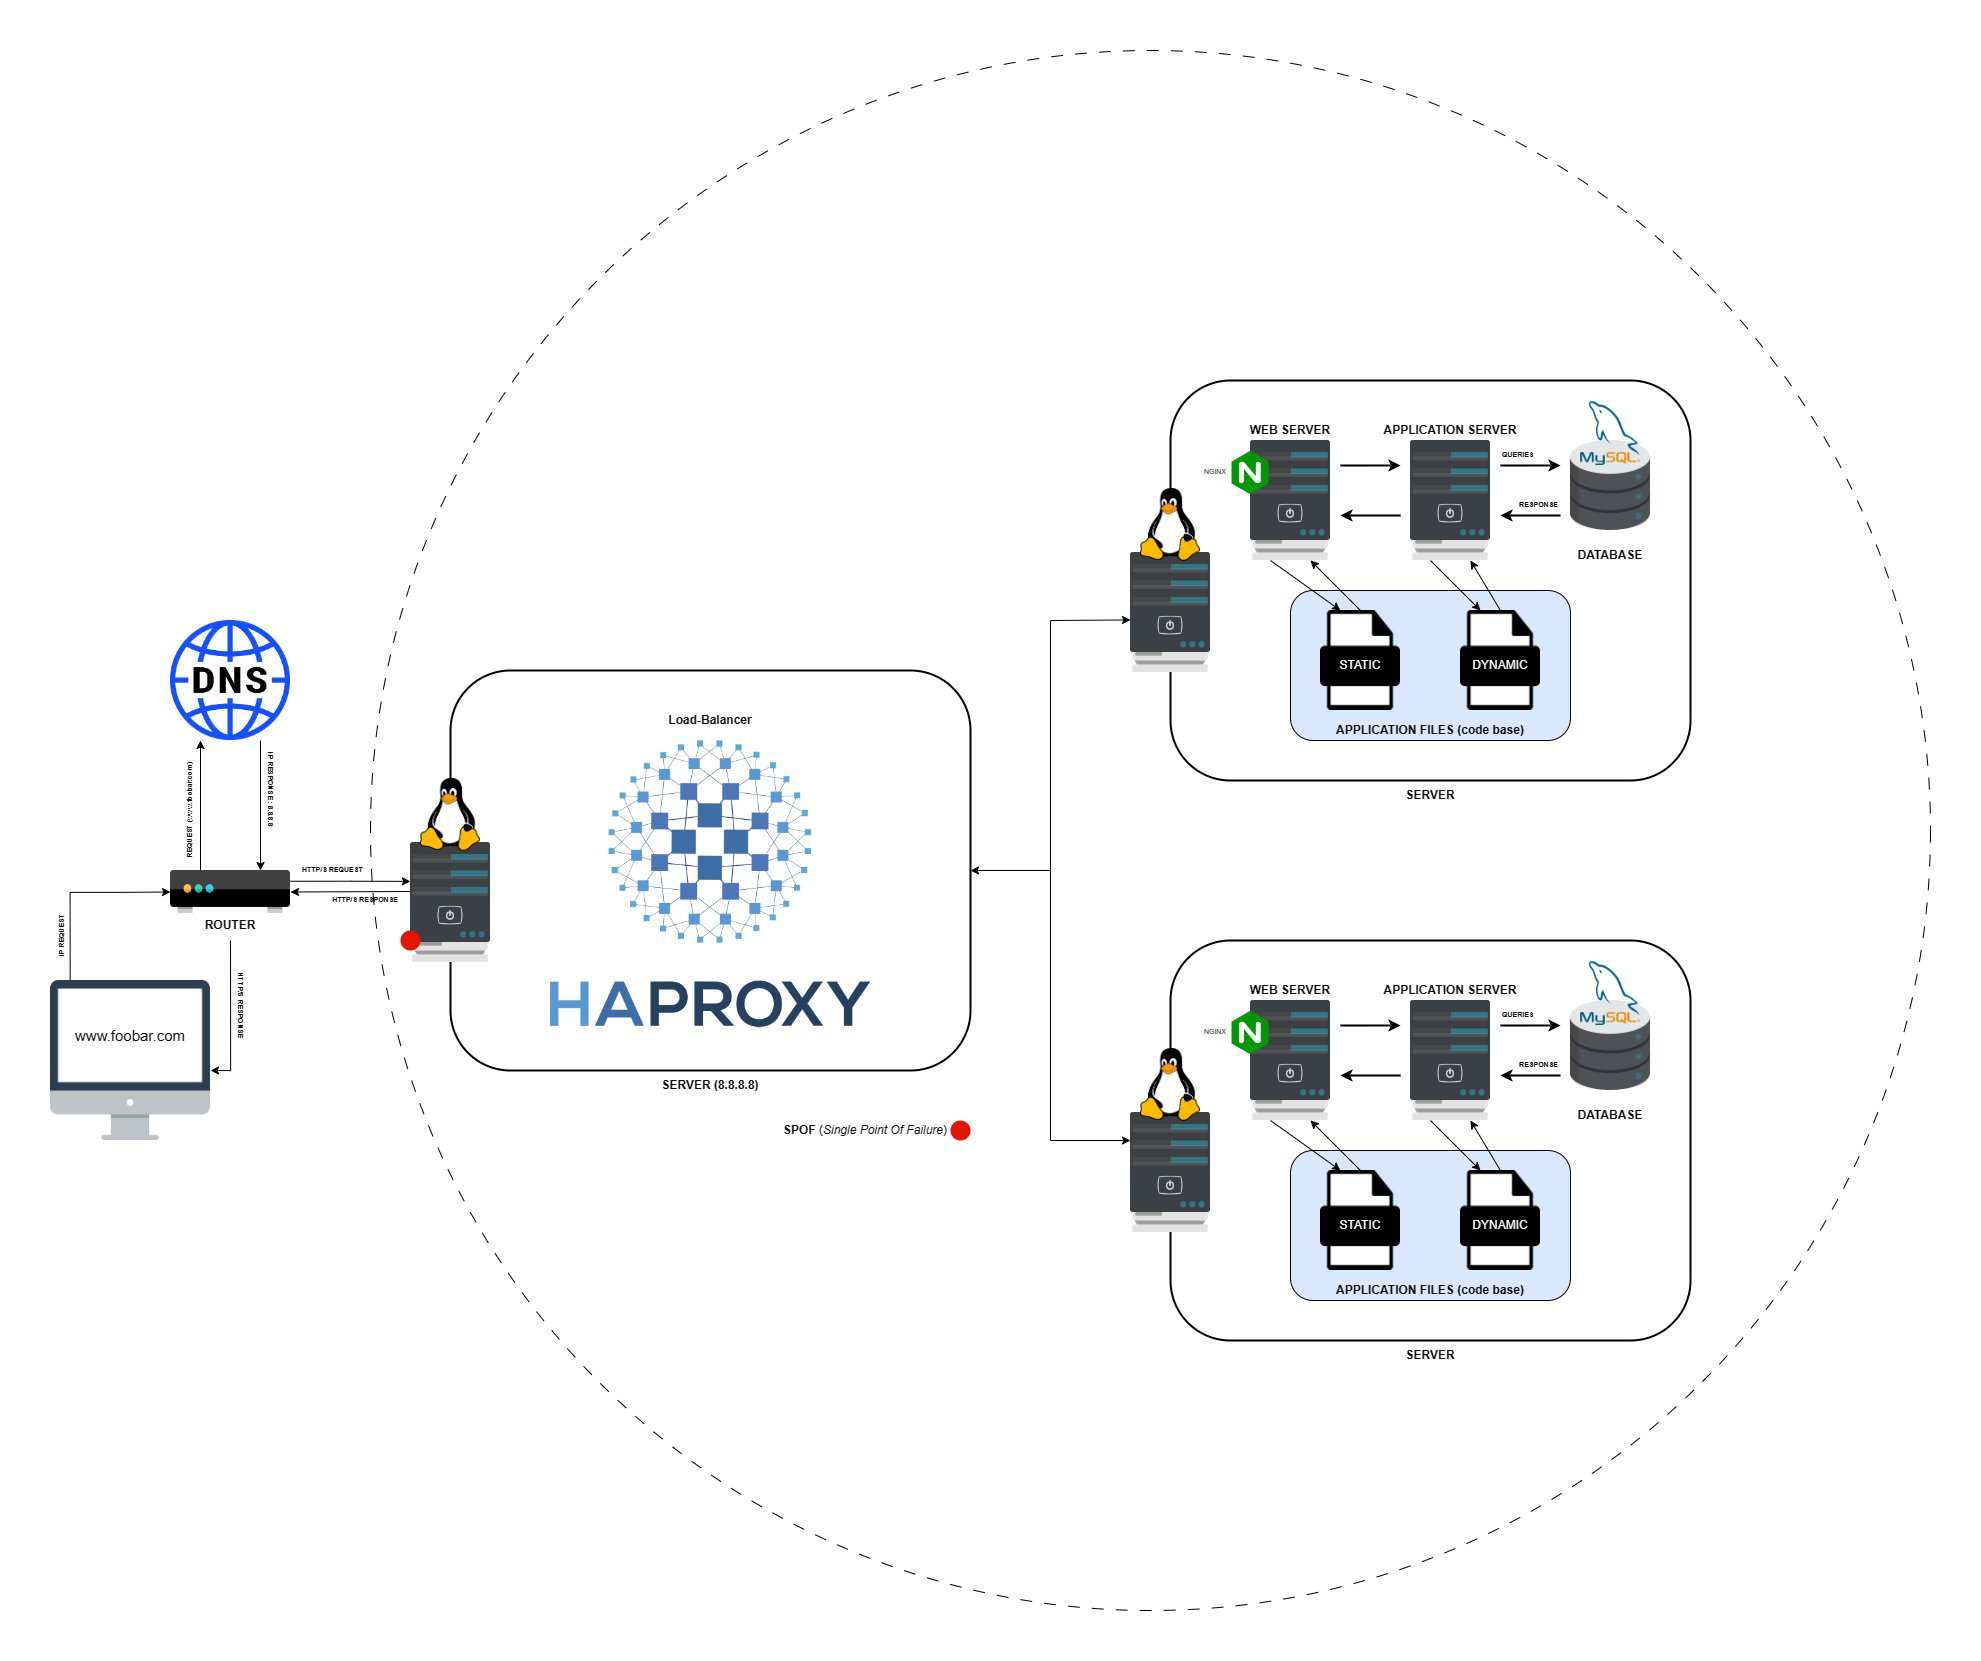 DNS
REQUEST (www.foobar.com)
IP RESPONSE : 8.8.8.8
HTTP/S REQUEST
HTTP/S RESPONSE
ROUTER
IP REQUEST
HTTP/S RESPONSE
www.foobar.com
Load-Balancer
HAPROXY
SERVER (8.8.8.8)
SPOF (Single Point Of Failure)
WEB SERVER
APPLICATION SERVER
NGINX
N
QUERIES
MySQL
RESPONSE
DATABASE
STATIC
DYNAMIC
APPLICATION FILES (code base)
SERVER
WEB SERVER
APPLICATION SERVER
NGINX
N
QUERIES
MySQL
RESPONSE
DATABASE
STATIC
DYNAMIC
APPLICATION FILES (code base)
SERVER